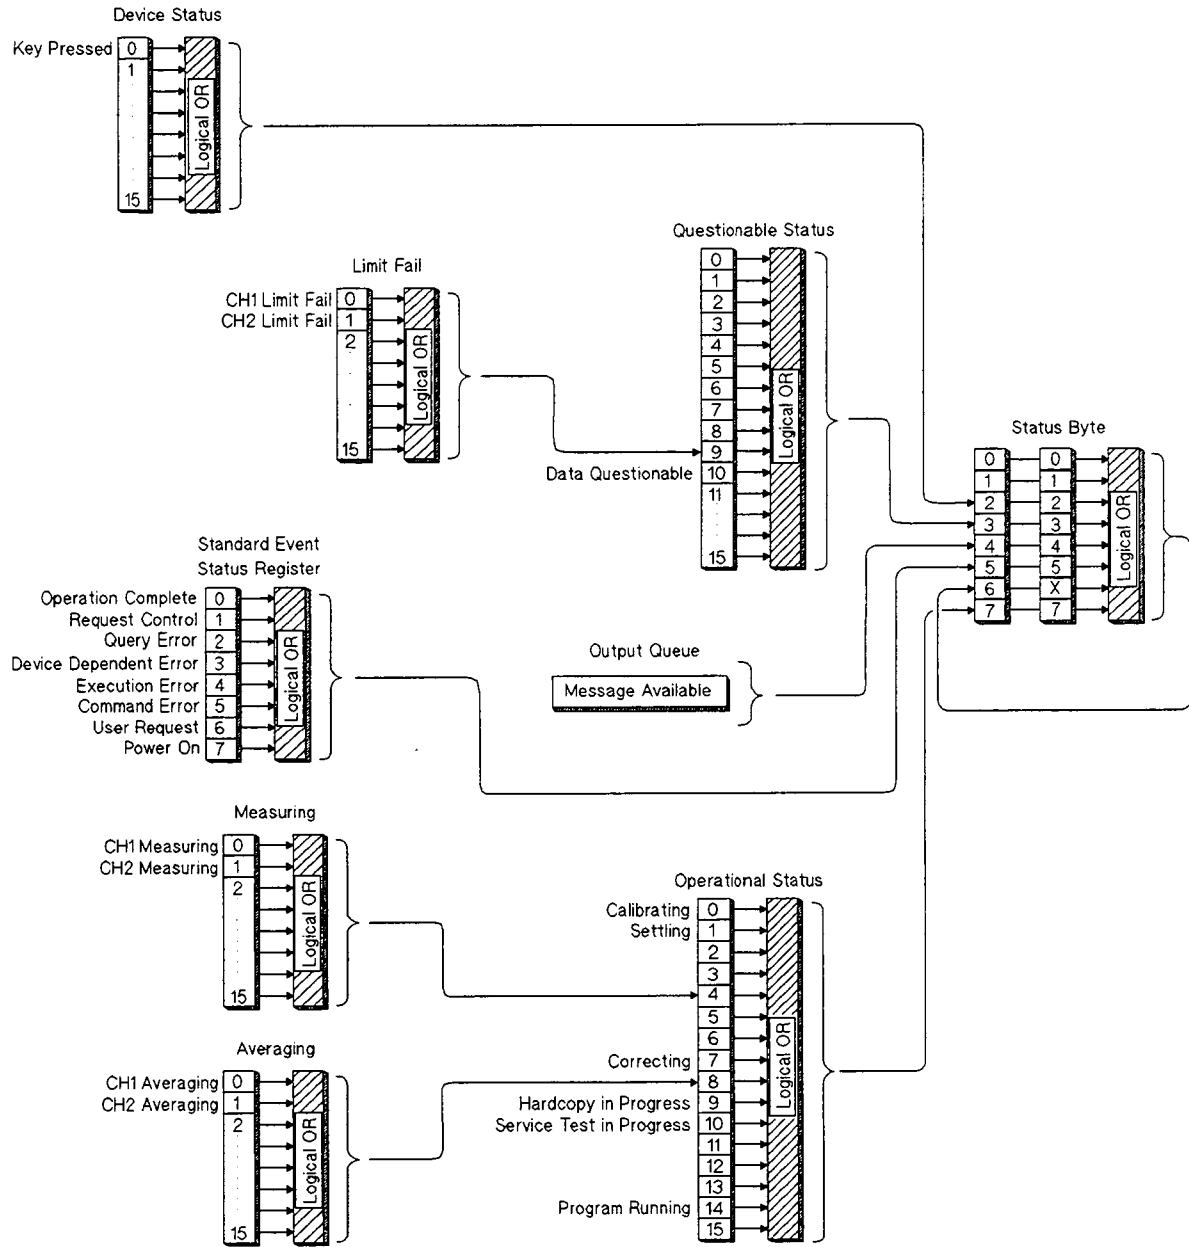 Device Status
Key Pressed 0
1
15
Logical OR
Limit Fail
CH1 Limit Fail 0
CH2 Limit Fail 1
2
15
Logical OR
Questionable Status
0
1
2
3
4
5
6
7
8
9
Data Questionable 10
11
15
Logical OR
Status Byte
0 0
1 1
2 2
3 3
4 4
5 5
6 X
7 7
Logical OR
Standard Event
Status Register
Operation Complete 0
Request Control 1
Query Error 2
Device Dependent Error 3
Execution Error 4
Command Error 5
User Request 6
Power On 7
Logical OR
Output Queue
Message Available
Measuring
CH1 Measuring 0
CH2 Measuring 1
2
15
Logical OR
Averaging
CH1 Averaging 0
CH2 Averaging 1
2
15
Logical OR
Operational Status
Calibrating 0
Settling 1
2
3
4
5
6
Correcting 7
8
Hardcopy in Progress 9
Service Test in Progress 10
11
12
13
Program Running 14
15
Logical OR